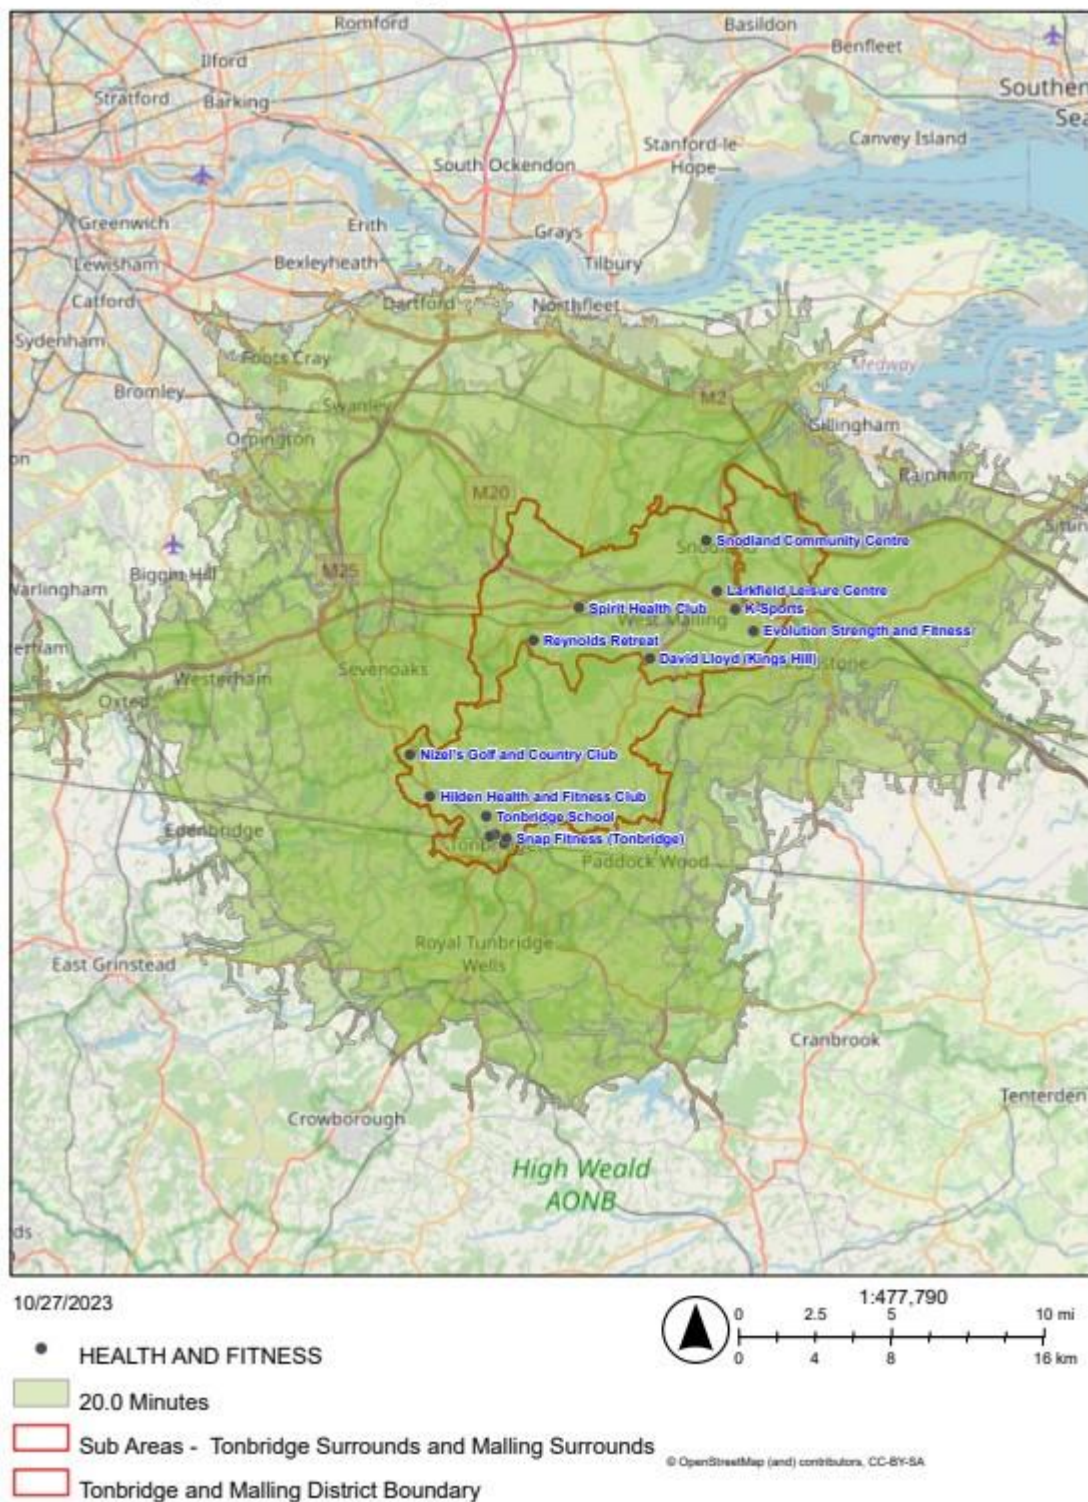 Romford
Basildon
Ilford
Benfleet
Stratford
Barking
Southen
Sea
Stanford-le
Hope
Canvey Island
South Ockendon
Greenwich
Erith
Grays
Lewisham
Bexleyheath
Tilbury
Catford
Dartford
Northfleet
Sydenham
Foots Cray
Medway
Bromley
Swanley
M2
Gillingham
Orpington
on
Rainham
M20
Snodland Community Centre
M25
Biggin Hill
Warlingham
Larkfield Leisure Centre
Spirit Health Club
K-Sports
West Malling
Evolution Strength and Fitness
Reynolds Retreat
terham
Sevenoaks
David Lloyd (Kings Hill)
stone
Westerham
Oxted
Nizel's Golf and Country Club
Hilden Health and Fitness Club
Tonbridge School
Edenbridge
Snap Fitness (Tonbridge)
Paddock Wood
Royal Tunbridge
Wells
East Grinstead
Cranbrook
Tenterden
Crowborough
High Weald
AONB
ds
10/27/2023
1:477,790
0 2.5 5 10 mi
0 4 8 16 km
HEALTH AND FITNESS
20.0 Minutes
Sub Areas - Tonbridge Surrounds and Malling Surrounds
© OpenStreetMap (and) contributors, CC-BY-SA
Tonbridge and Malling District Boundary